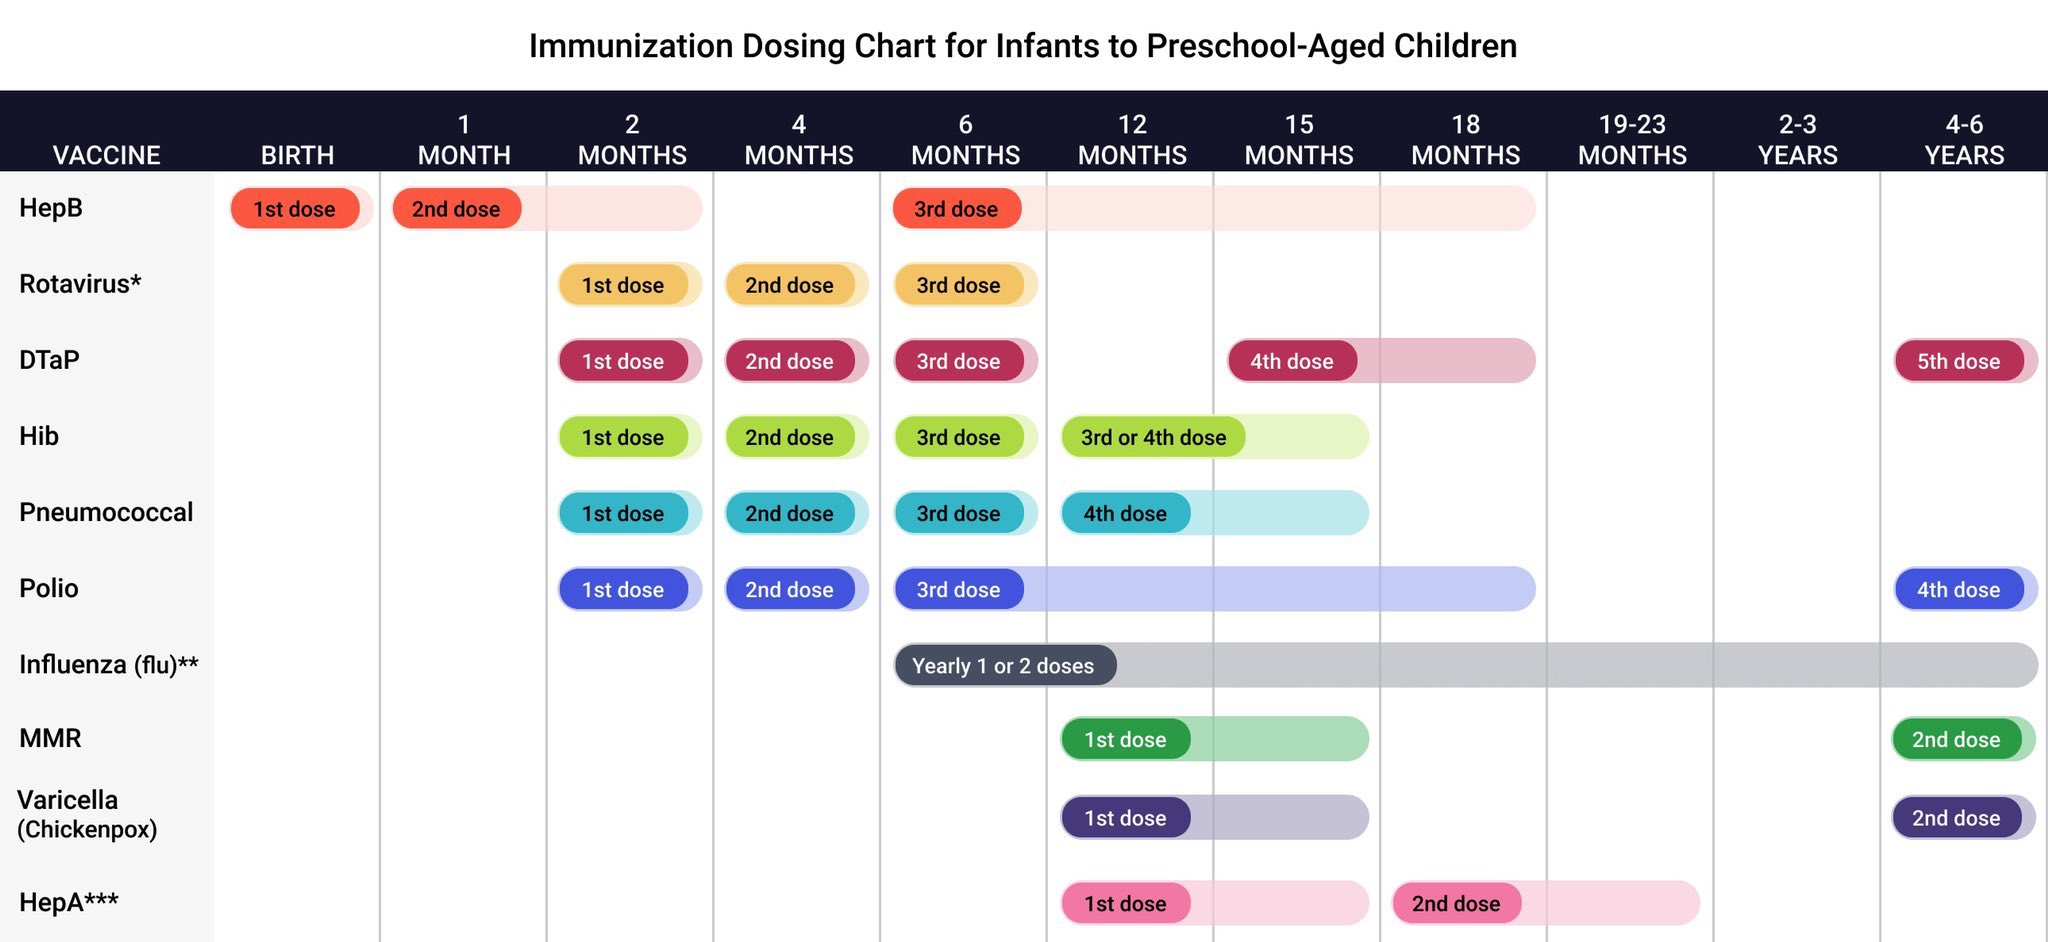 Immunization Dosing Chart for Infants to Preschool-Aged Children
VACCINE BIRTH 1 MONTH 2 MONTHS 4 MONTHS 6 MONTHS 12 MONTHS 15 MONTHS 18 MONTHS 19-23 MONTHS 2-3 YEARS 4-6 YEARS
HepB 1st dose 2nd dose 3rd dose
Rotavirus* 1st dose 2nd dose 3rd dose
DTaP 1st dose 2nd dose 3rd dose 4th dose 5th dose
Hib 1st dose 2nd dose 3rd dose 3rd or 4th dose
Pneumococcal 1st dose 2nd dose 3rd dose 4th dose
Polio 1st dose 2nd dose 3rd dose 4th dose
Influenza (flu)** Yearly 1 or 2 doses
MMR 1st dose 2nd dose
Varicella (Chickenpox) 1st dose 2nd dose
HepA*** 1st dose 2nd dose